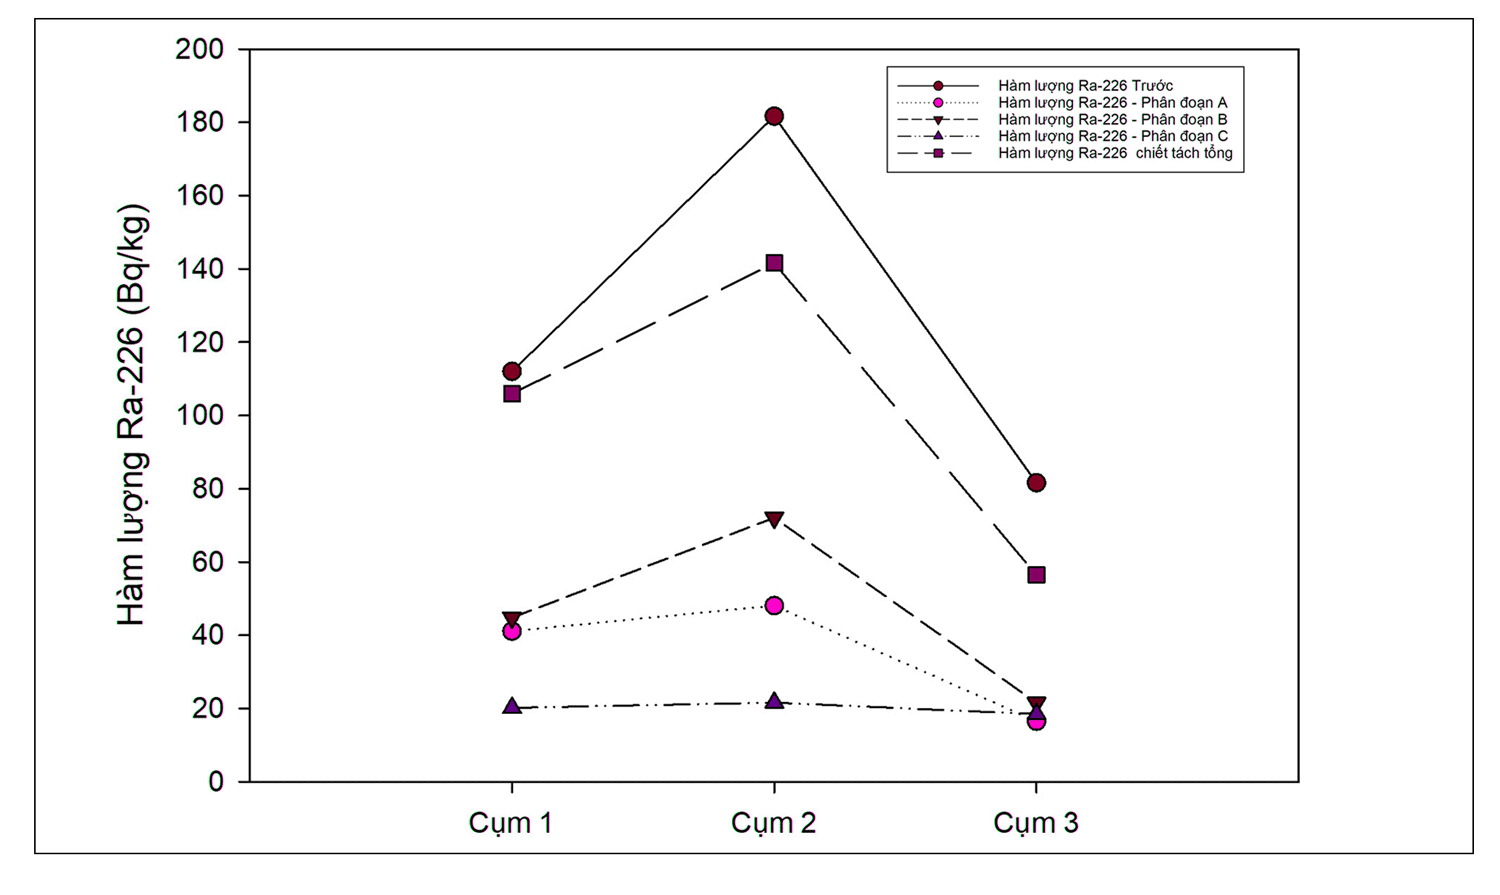 200
180
160
140
120
100
80
60
40
20
0
Hàm lượng Ra-226 (Bq/kg)
Hàm lượng Ra-226 Trước
Hàm lượng Ra-226 - Phân đoạn A
Hàm lượng Ra-226 - Phân đoạn B
Hàm lượng Ra-226 - Phân đoạn C
Hàm lượng Ra-226 chiết tách tổng
Cụm 1 Cụm 2 Cụm 3